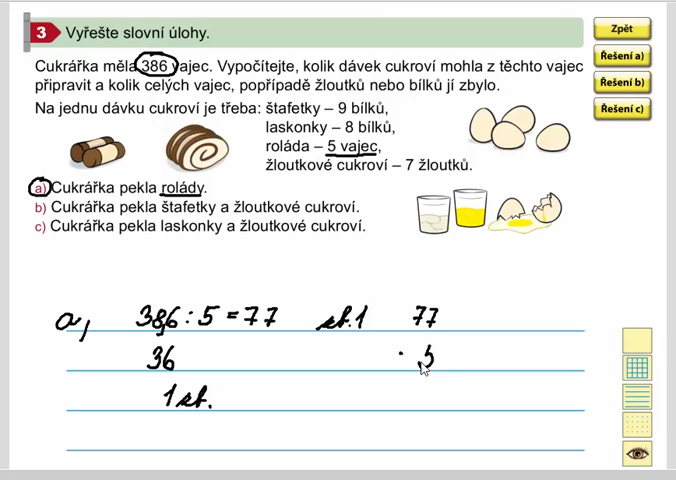 3 Vyřešte slovní úlohy.
Zpět
Řešení a)
Řešení b)
Řešení c)
Cukrářka měla 386 vajec. Vypočítejte, kolik dávek cukroví mohla z těchto vajec
připravit a kolik celých vajec, popřípadě žloutků nebo bílků jí zbylo.
Na jednu dávku cukroví je třeba: štafetky – 9 bílků,
laskonky – 8 bílků,
roláda – 5 vajec,
žloutkové cukroví – 7 žloutků.
a) Cukrářka pekla rolády.
b) Cukrářka pekla štafetky a žloutkové cukroví.
c) Cukrářka pekla laskonky a žloutkové cukroví.
a, 386 : 5 = 77 zb. 1 77
36 · 5
1 zb.